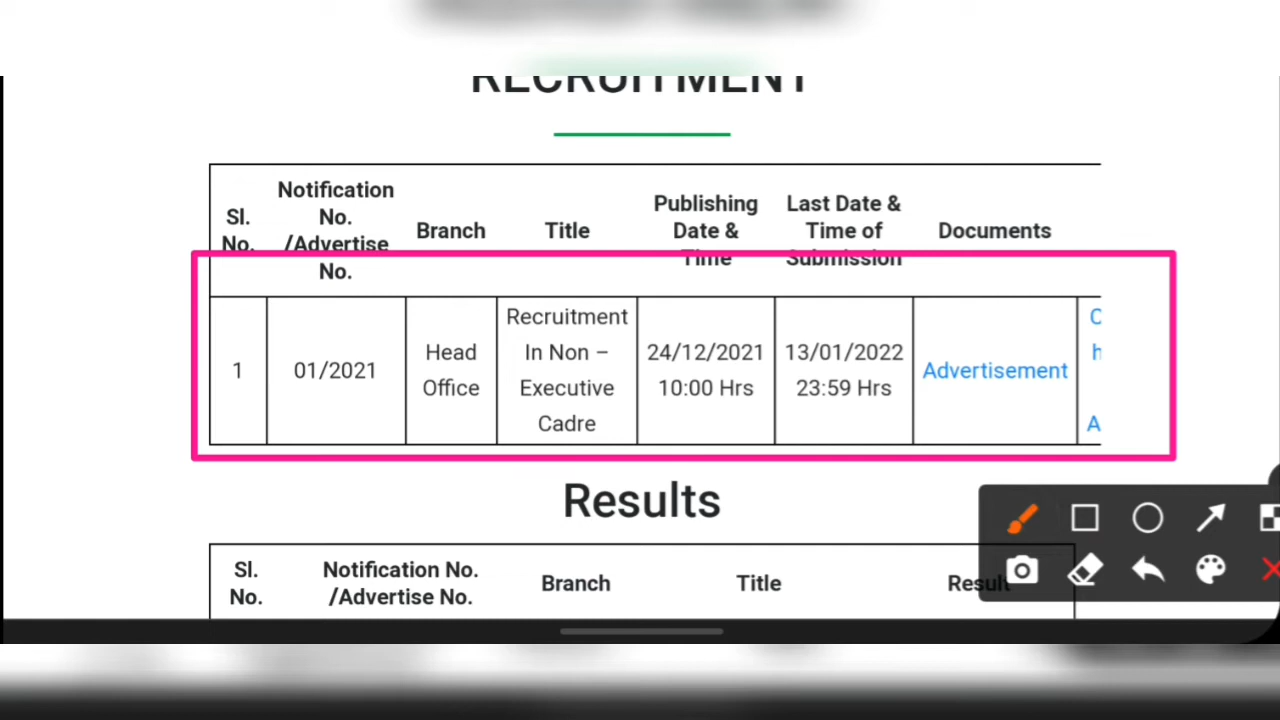 RECRUITMENT
Sl.
No.
Notification
No.
/Advertise
No.
Branch
Title
Publishing
Date &
Time
Last Date &
Time of
Submission
Documents
1
01/2021
Head
Office
Recruitment
In Non –
Executive
Cadre
24/12/2021
10:00 Hrs
13/01/2022
23:59 Hrs
Advertisement
Results
Sl.
No.
Notification No.
/Advertise No.
Branch
Title
Result